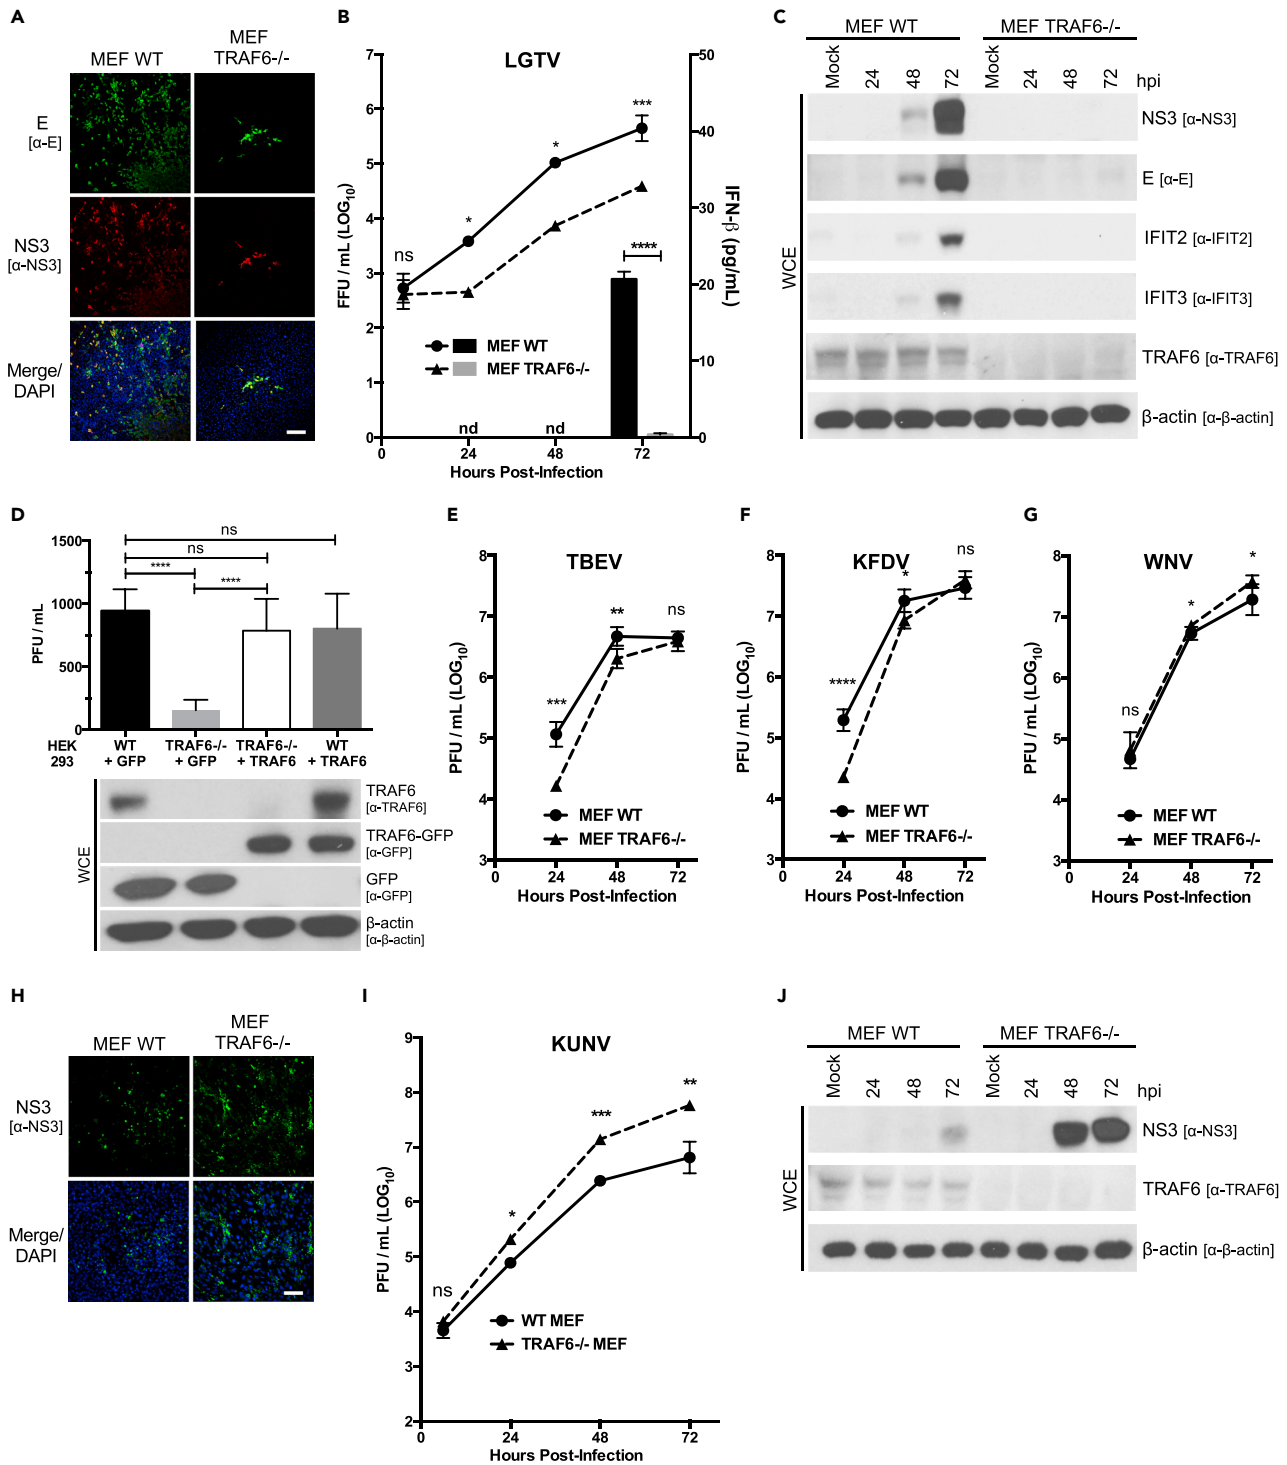 A
MEF WT
MEF
TRAF6-/-
E
[α-E]
NS3
[α-NS3]
Merge/
DAPI
B
LGTV
7
6
5
4
3
2
1
0
FFU / mL (LOG10)
50
40
30
20
10
0
IFN-β (pg/mL)
ns
*
*
***
****
MEF WT
MEF TRAF6-/-
nd
nd
0
24
48
72
Hours Post-Infection
C
MEF WT
MEF TRAF6-/-
Mock
24
48
72
Mock
24
48
72
hpi
WCE
NS3 [α-NS3]
E [α-E]
IFIT2 [α-IFIT2]
IFIT3 [α-IFIT3]
TRAF6 [α-TRAF6]
β-actin [α-β-actin]
D
ns
ns
****
****
1500
1000
500
0
PFU / mL
HEK
293
WT
+ GFP
TRAF6-/-
+ GFP
TRAF6-/-
+ TRAF6
WT
+ TRAF6
WCE
TRAF6
[α-TRAF6]
TRAF6-GFP
[α-GFP]
GFP
[α-GFP]
β-actin
[α-β-actin]
E
TBEV
8
7
6
5
4
3
PFU / mL (LOG10)
***
**
ns
MEF WT
MEF TRAF6-/-
0
24
48
72
Hours Post-Infection
F
KFDV
8
7
6
5
4
3
PFU / mL (LOG10)
****
*
ns
MEF WT
MEF TRAF6-/-
0
24
48
72
Hours Post-Infection
G
WNV
8
7
6
5
4
3
PFU / mL (LOG10)
ns
*
*
MEF WT
MEF TRAF6-/-
0
24
48
72
Hours Post-Infection
H
MEF WT
MEF
TRAF6-/-
NS3
[α-NS3]
Merge/
DAPI
I
KUNV
9
8
7
6
5
4
3
2
PFU / mL (LOG10)
ns
*
***
**
WT MEF
TRAF6-/- MEF
0
24
48
72
Hours Post-Infection
J
MEF WT
MEF TRAF6-/-
Mock
24
48
72
Mock
24
48
72
hpi
WCE
NS3 [α-NS3]
TRAF6 [α-TRAF6]
β-actin [α-β-actin]